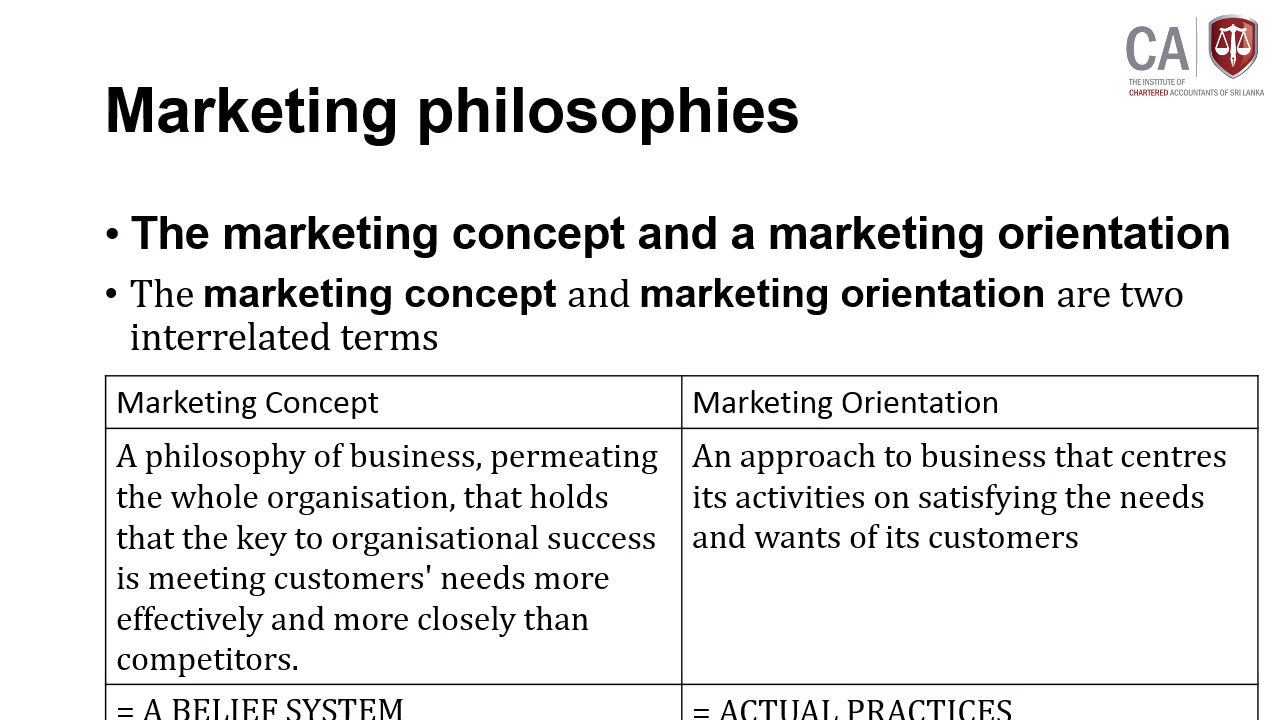 CA
THE INSTITUTE OF
CHARTERED ACCOUNTANTS OF SRI LANKA
Marketing philosophies
• The marketing concept and a marketing orientation
• The marketing concept and marketing orientation are two
interrelated terms
Marketing Concept
Marketing Orientation
A philosophy of business, permeating
the whole organisation, that holds
that the key to organisational success
is meeting customers' needs more
effectively and more closely than
competitors.
An approach to business that centres
its activities on satisfying the needs
and wants of its customers
= A BELIEF SYSTEM
= ACTUAL PRACTICES